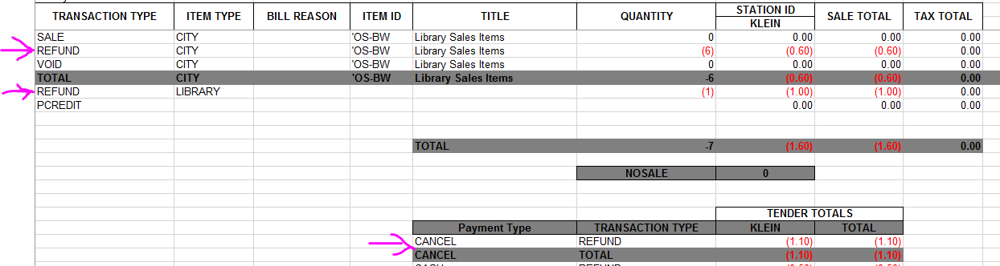 TRANSACTION TYPE ITEM TYPE BILL REASON ITEM ID TITLE QUANTITY STATION ID SALE TOTAL TAX TOTAL
KLEIN
SALE CITY 'OS-BW Library Sales Items 0 0.00 0.00 0.00
REFUND CITY 'OS-BW Library Sales Items (6) (0.60) (0.60) 0.00
VOID CITY 'OS-BW Library Sales Items 0 0.00 0.00 0.00
TOTAL CITY 'OS-BW Library Sales Items -6 (0.60) (0.60) 0.00
REFUND LIBRARY (1) (1.00) (1.00) 0.00
PCREDIT 0.00 0.00 0.00
TOTAL -7 (1.60) (1.60) 0.00
NOSALE 0
TENDER TOTALS
Payment Type TRANSACTION TYPE KLEIN TOTAL
CANCEL REFUND (1.10) (1.10)
CANCEL TOTAL (1.10) (1.10)